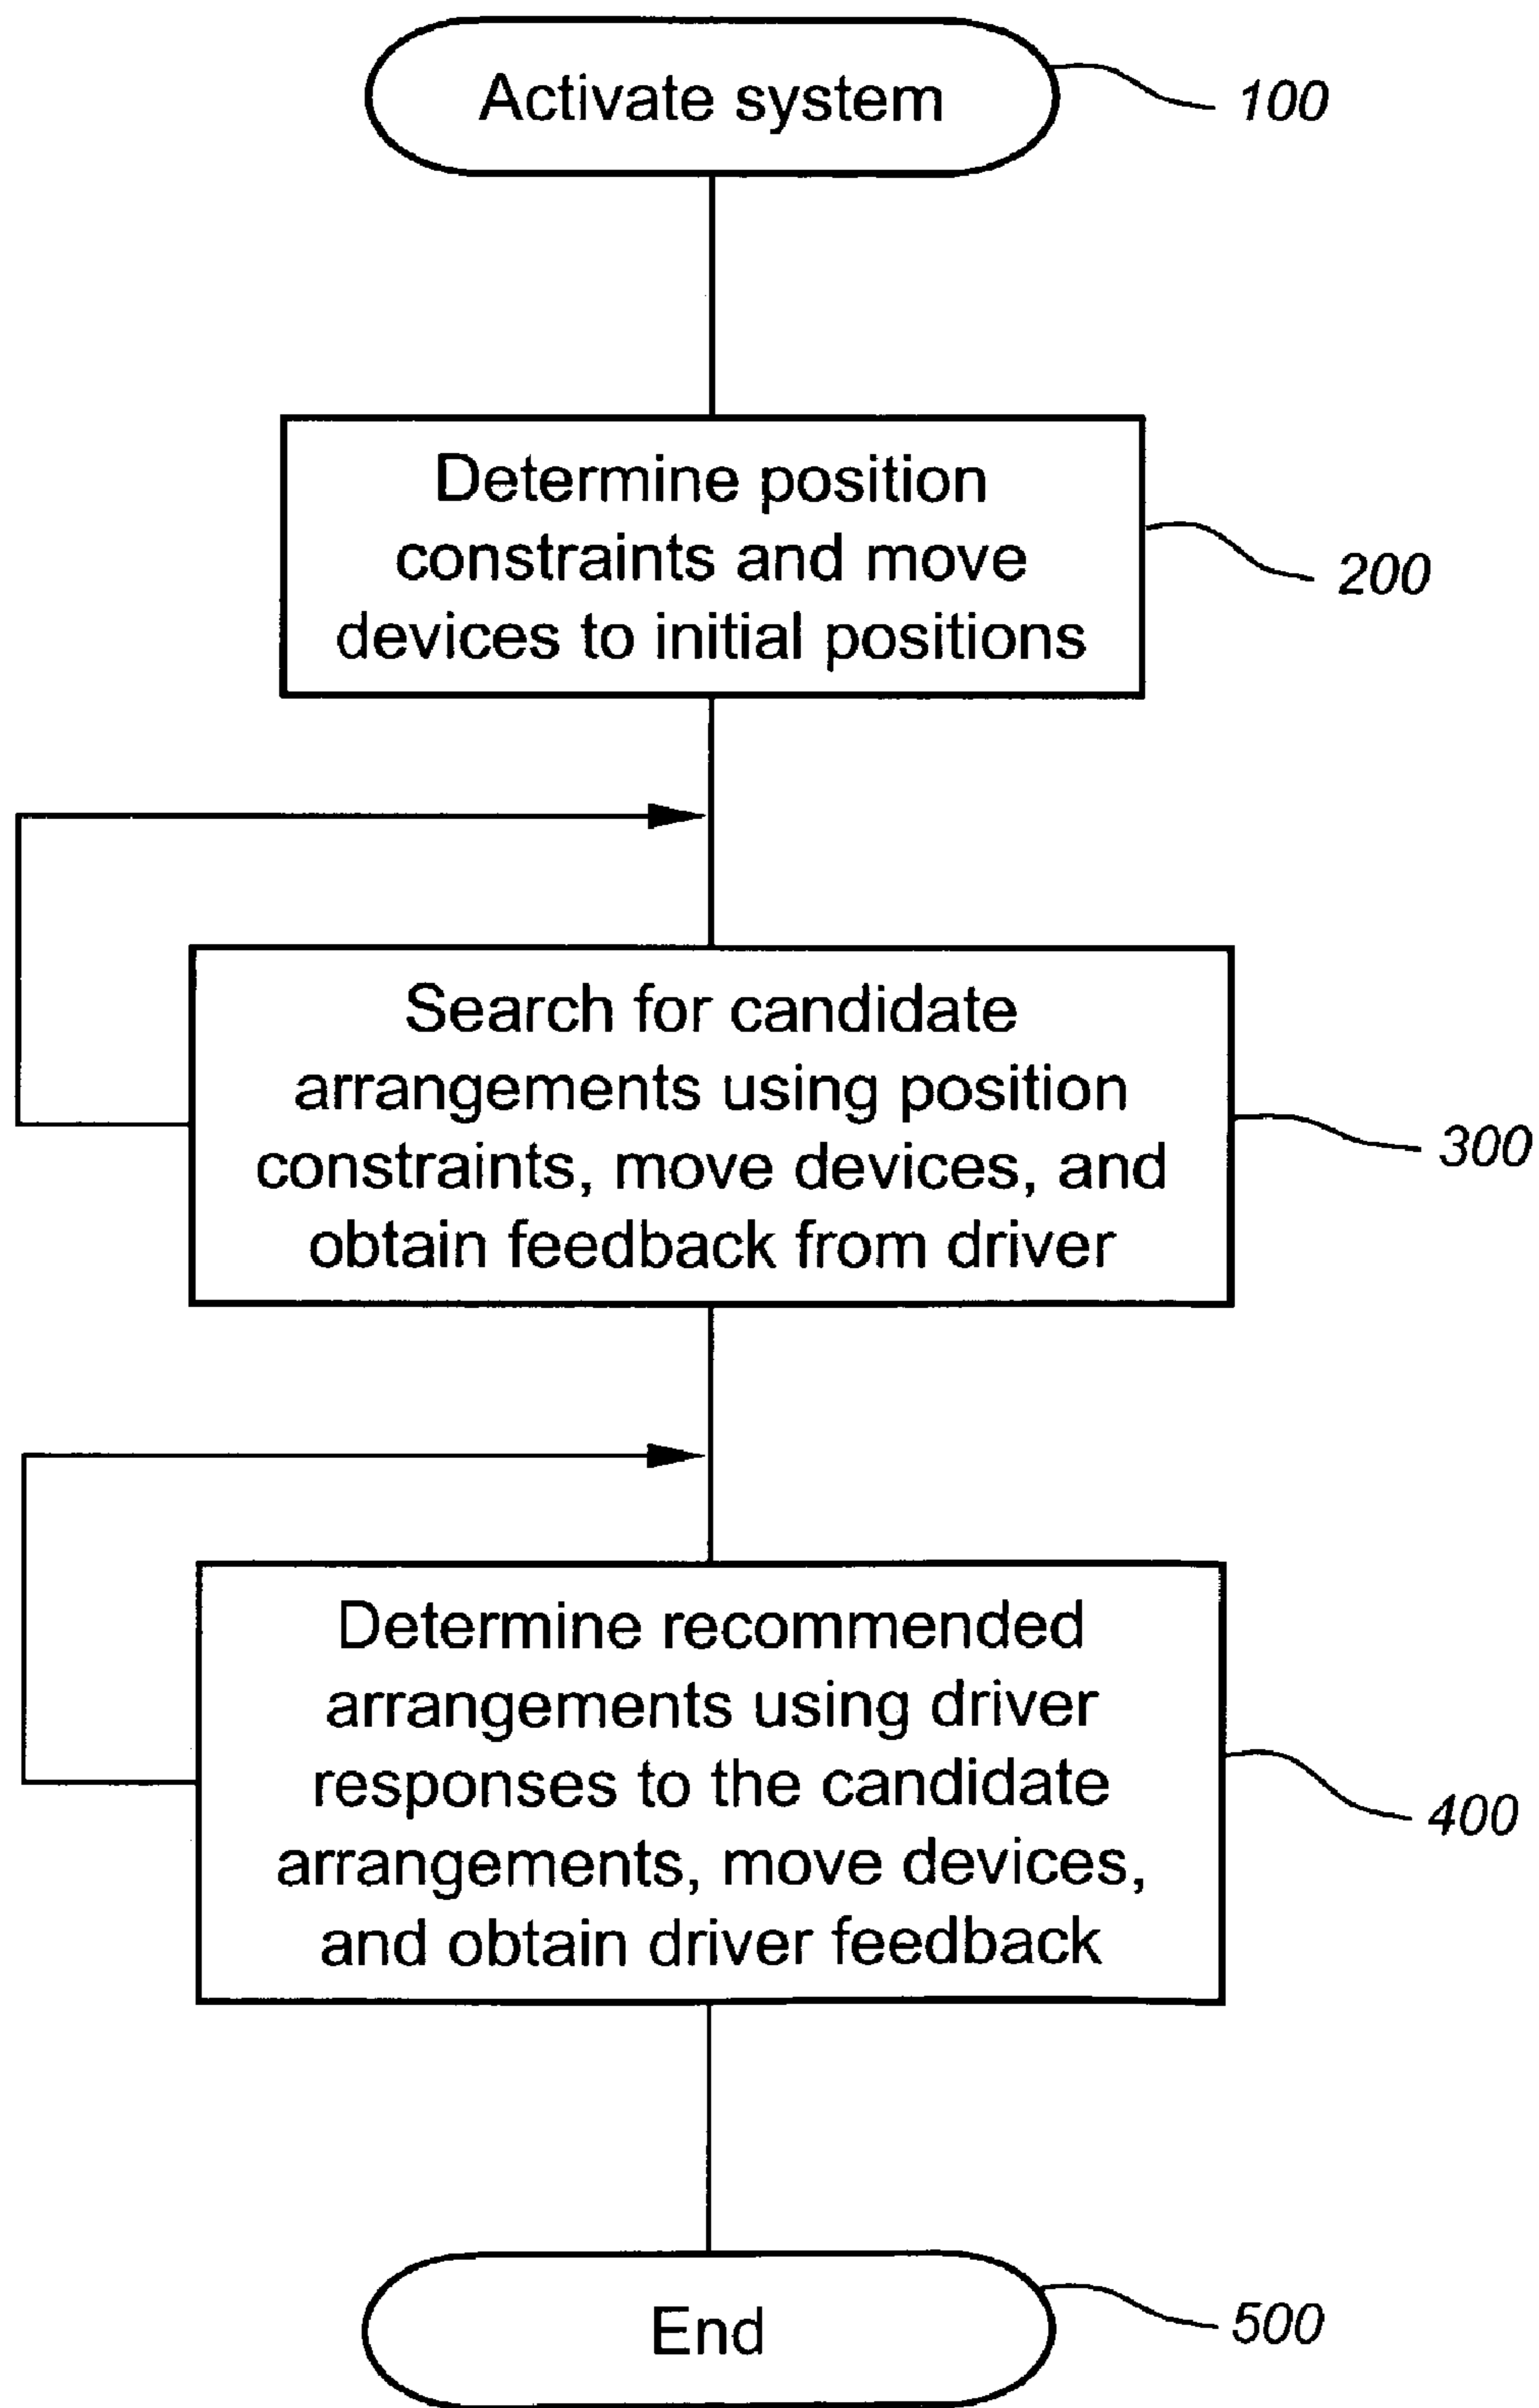 Activate system
100
Determine position
constraints and move
devices to initial positions
200
Search for candidate
arrangements using position
constraints, move devices, and
obtain feedback from driver
300
Determine recommended
arrangements using driver
responses to the candidate
arrangements, move devices,
and obtain driver feedback
400
End
500